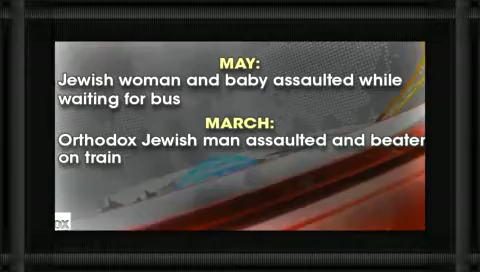 MAY:
Jewish woman and baby assaulted while
waiting for bus
MARCH:
Orthodox Jewish man assaulted and beater
on train
OX